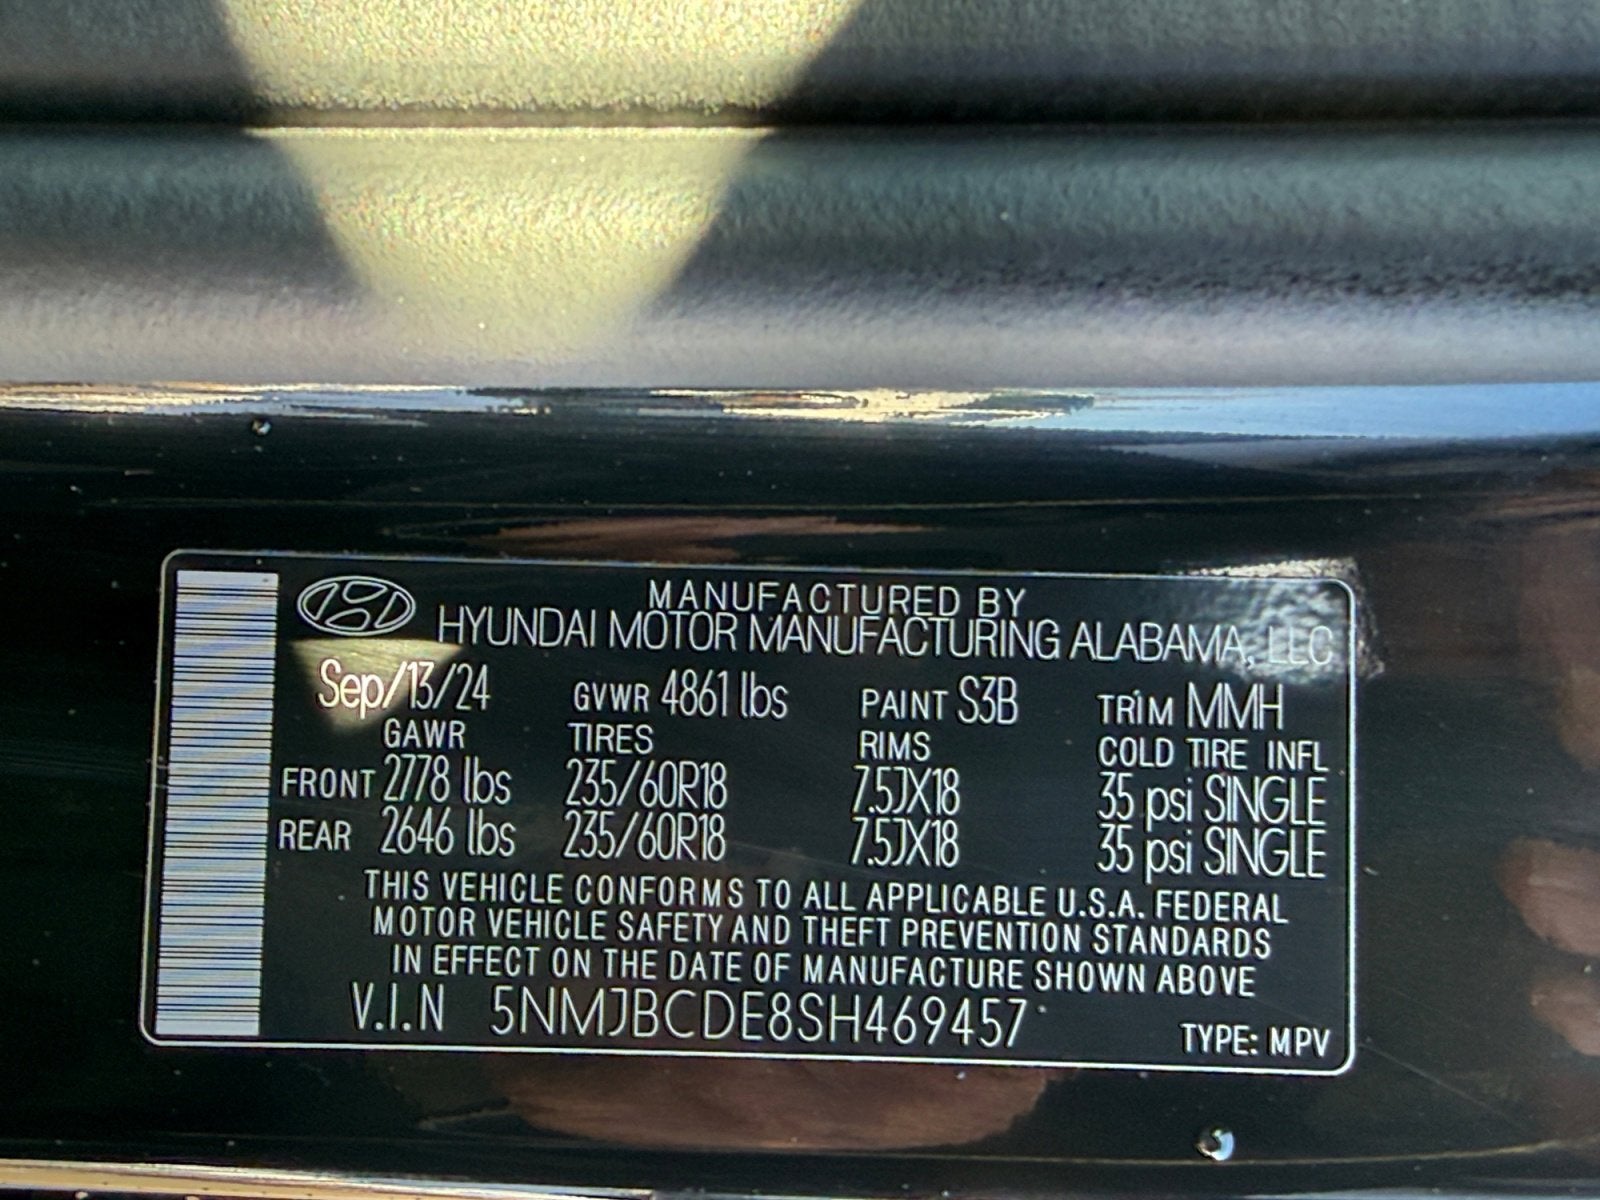 MANUFACTURED BY
HYUNDAI MOTOR MANUFACTURING ALABAMA, LLC
Sep/13/24 GVWR 4861 lbs PAINT S3B TRIM MMH
GAWR TIRES RIMS COLD TIRE INFL
FRONT 2778 lbs 235/60R18 7.5JX18 35 psi SINGLE
REAR 2646 lbs 235/60R18 7.5JX18 35 psi SINGLE
THIS VEHICLE CONFORMS TO ALL APPLICABLE U.S.A. FEDERAL
MOTOR VEHICLE SAFETY AND THEFT PREVENTION STANDARDS
IN EFFECT ON THE DATE OF MANUFACTURE SHOWN ABOVE
V.I.N 5NMJBCDE8SH469457 TYPE: MPV